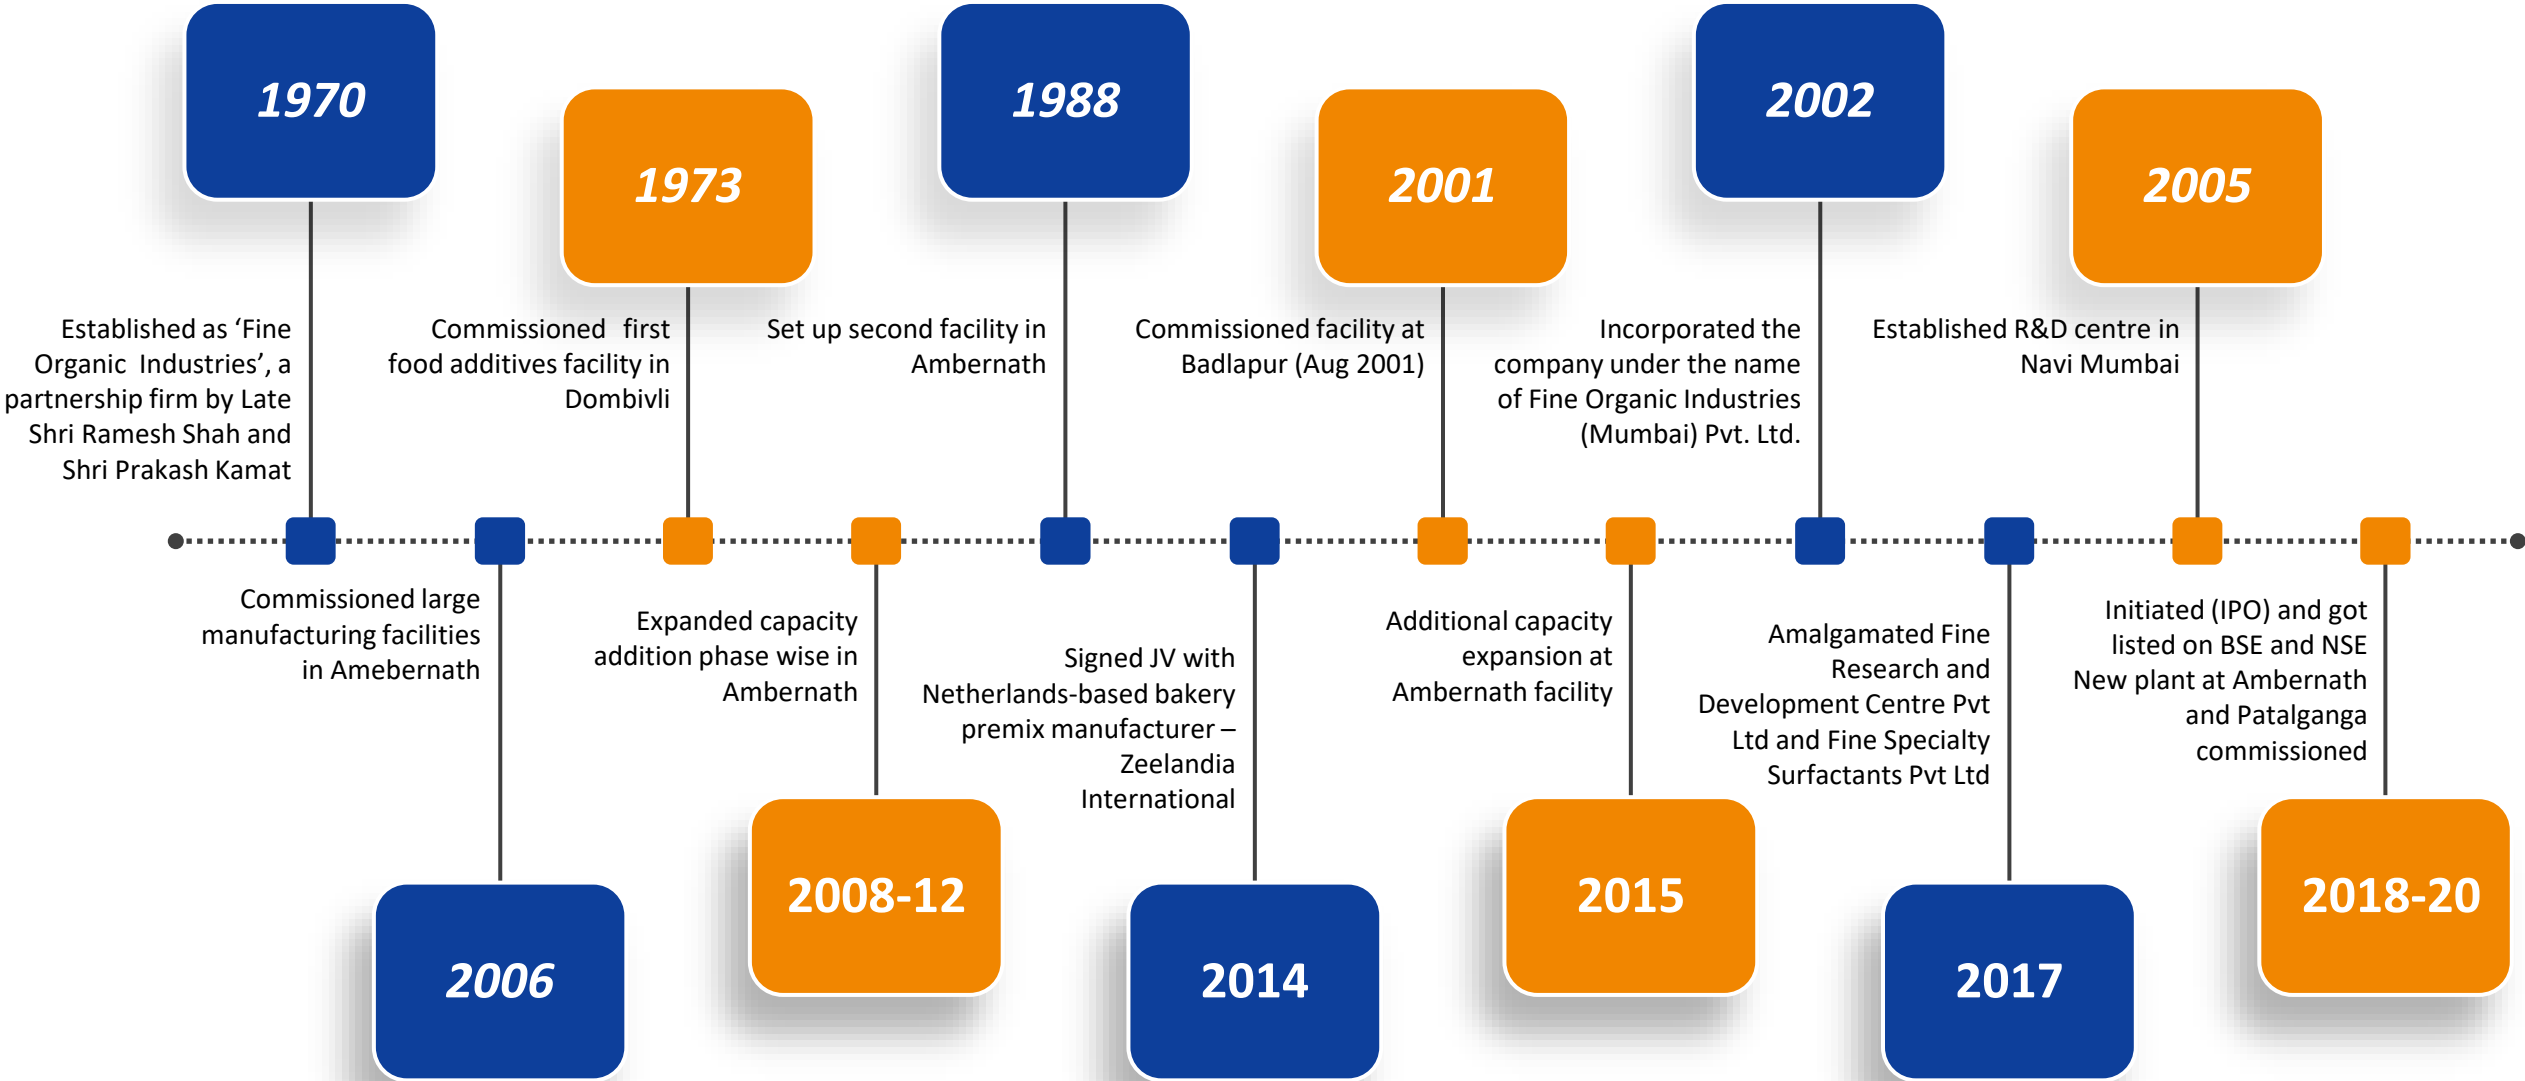 1970
Established as ‘Fine
Organic Industries’, a
partnership firm by Late
Shri Ramesh Shah and
Shri Prakash Kamat
1973
Commissioned first
food additives facility in
Dombivli
1988
Set up second facility in
Ambernath
2001
Commissioned facility at
Badlapur (Aug 2001)
2002
Incorporated the
company under the name
of Fine Organic Industries
(Mumbai) Pvt. Ltd.
2005
Established R&D centre in
Navi Mumbai
Commissioned large
manufacturing facilities
in Amebernath
2006
Expanded capacity
addition phase wise in
Ambernath
2008-12
Signed JV with
Netherlands-based bakery
premix manufacturer –
Zeelandia
International
2014
Additional capacity
expansion at
Ambernath facility
2015
Amalgamated Fine
Research and
Development Centre Pvt
Ltd and Fine Specialty
Surfactants Pvt Ltd
2017
Initiated (IPO) and got
listed on BSE and NSE
New plant at Ambernath
and Patalganga
commissioned
2018-20